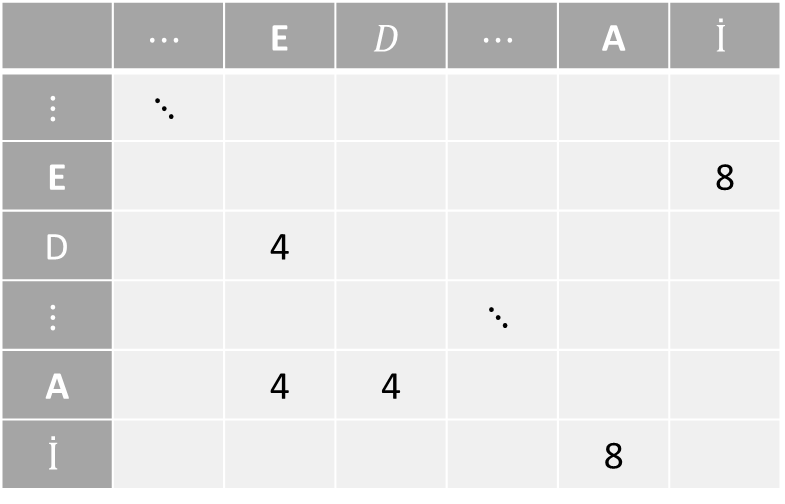 ⋯ E D ⋯ A İ
⋮ ⋱
E 8
D 4
⋮ ⋱
A 4 4
İ 8